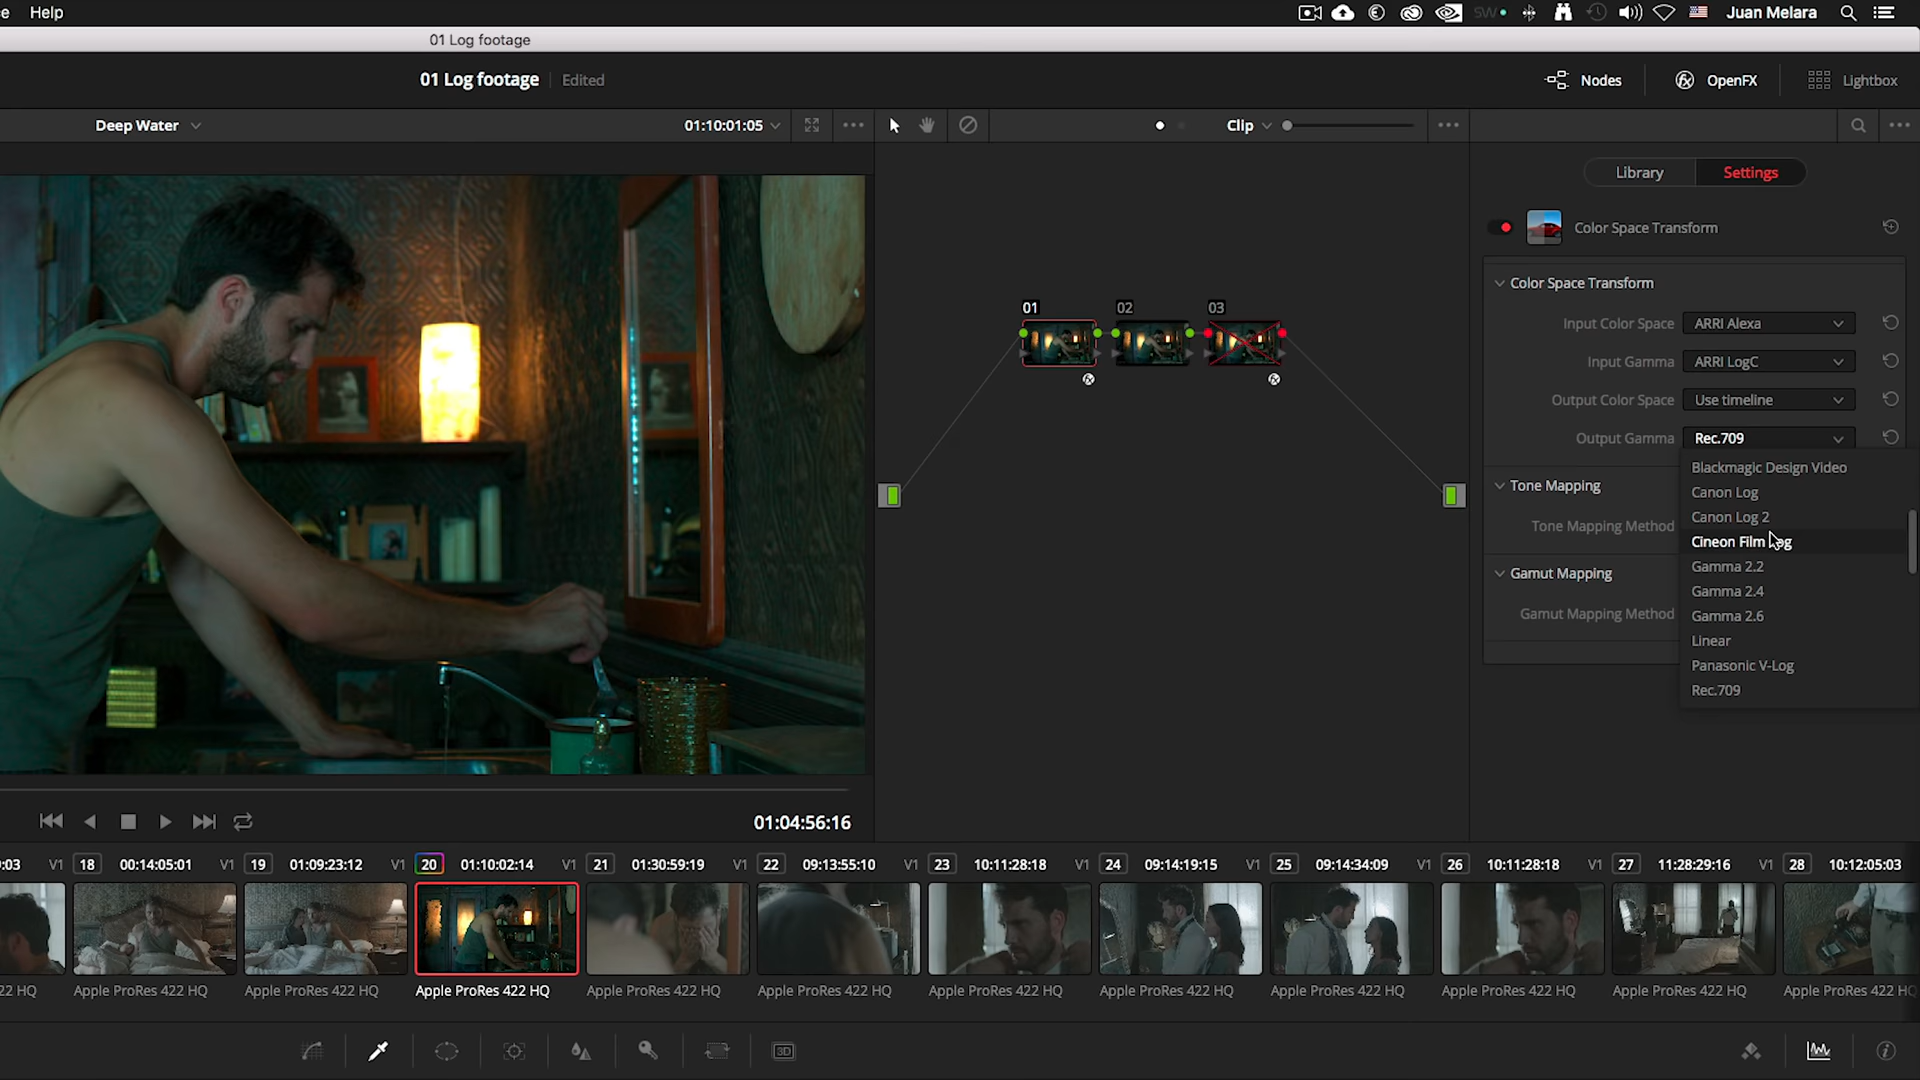 e Help
SW
Juan Melara
01 Log footage
01 Log footage Edited
Nodes OpenFX Lightbox
Deep Water 01:10:01:05 Clip
Library Settings
Color Space Transform
Color Space Transform
Input Color Space ARRI Alexa
Input Gamma ARRI LogC
Output Color Space Use timeline
Output Gamma Rec.709
Blackmagic Design Video
Canon Log
Canon Log 2
Cineon Film Log
Gamma 2.2
Gamma 2.4
Gamma 2.6
Linear
Panasonic V-Log
Rec.709
Tone Mapping
Tone Mapping Method
Gamut Mapping
Gamut Mapping Method
01 02 03
01:04:56:16
9:03 V1 18 00:14:05:01 V1 19 01:09:23:12 V1 20 01:10:02:14 V1 21 01:30:59:19 V1 22 09:13:55:10 V1 23 10:11:28:18 V1 24 09:14:19:15 V1 25 09:14:34:09 V1 26 10:11:28:18 V1 27 11:28:29:16 V1 28 10:12:05:03
22 HQ Apple ProRes 422 HQ Apple ProRes 422 HQ Apple ProRes 422 HQ Apple ProRes 422 HQ Apple ProRes 422 HQ Apple ProRes 422 HQ Apple ProRes 422 HQ Apple ProRes 422 HQ Apple ProRes 422 HQ Apple ProRes 422 HQ Apple ProRes 422 HQ
3D